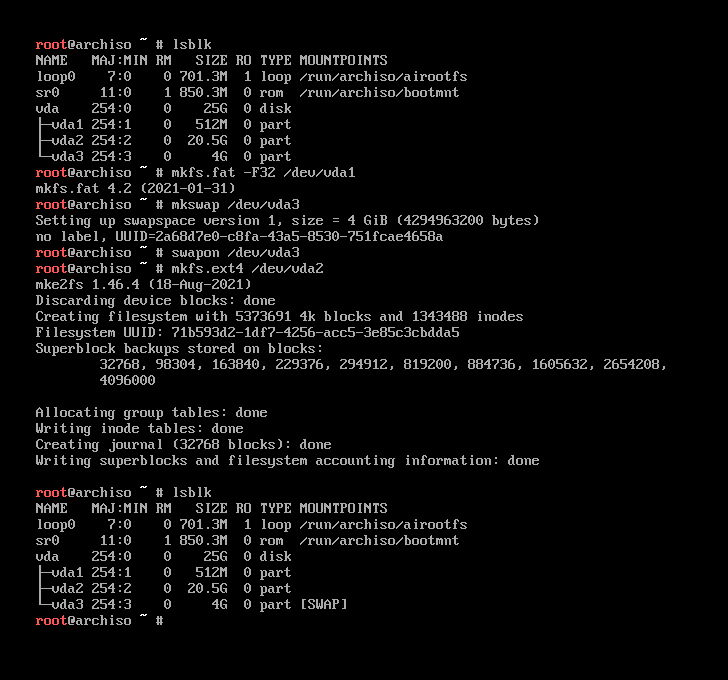 root@archiso ~ # lsblk
NAME   MAJ:MIN RM   SIZE RO TYPE MOUNTPOINTS
loop0    7:0    0 701.3M  1 loop /run/archiso/airootfs
sr0     11:0    1 850.3M  0 rom  /run/archiso/bootmnt
vda    254:0    0    25G  0 disk
├─vda1 254:1    0   512M  0 part
├─vda2 254:2    0  20.5G  0 part
└─vda3 254:3    0     4G  0 part
root@archiso ~ # mkfs.fat -F32 /dev/vda1
mkfs.fat 4.2 (2021-01-31)
root@archiso ~ # mkswap /dev/vda3
Setting up swapspace version 1, size = 4 GiB (4294963200 bytes)
no label, UUID=2a68d7e0-c8fa-43a5-8530-751fcae4658a
root@archiso ~ # swapon /dev/vda3
root@archiso ~ # mkfs.ext4 /dev/vda2
mke2fs 1.46.4 (18-Aug-2021)
Discarding device blocks: done
Creating filesystem with 5373691 4k blocks and 1343488 inodes
Filesystem UUID: 71b593d2-1df7-4256-acc5-3e85c3cbdda5
Superblock backups stored on blocks:
        32768, 98304, 163840, 229376, 294912, 819200, 884736, 1605632, 2654208,
        4096000

Allocating group tables: done
Writing inode tables: done
Creating journal (32768 blocks): done
Writing superblocks and filesystem accounting information: done

root@archiso ~ # lsblk
NAME   MAJ:MIN RM   SIZE RO TYPE MOUNTPOINTS
loop0    7:0    0 701.3M  1 loop /run/archiso/airootfs
sr0     11:0    1 850.3M  0 rom  /run/archiso/bootmnt
vda    254:0    0    25G  0 disk
├─vda1 254:1    0   512M  0 part
├─vda2 254:2    0  20.5G  0 part
└─vda3 254:3    0     4G  0 part [SWAP]
root@archiso ~ #